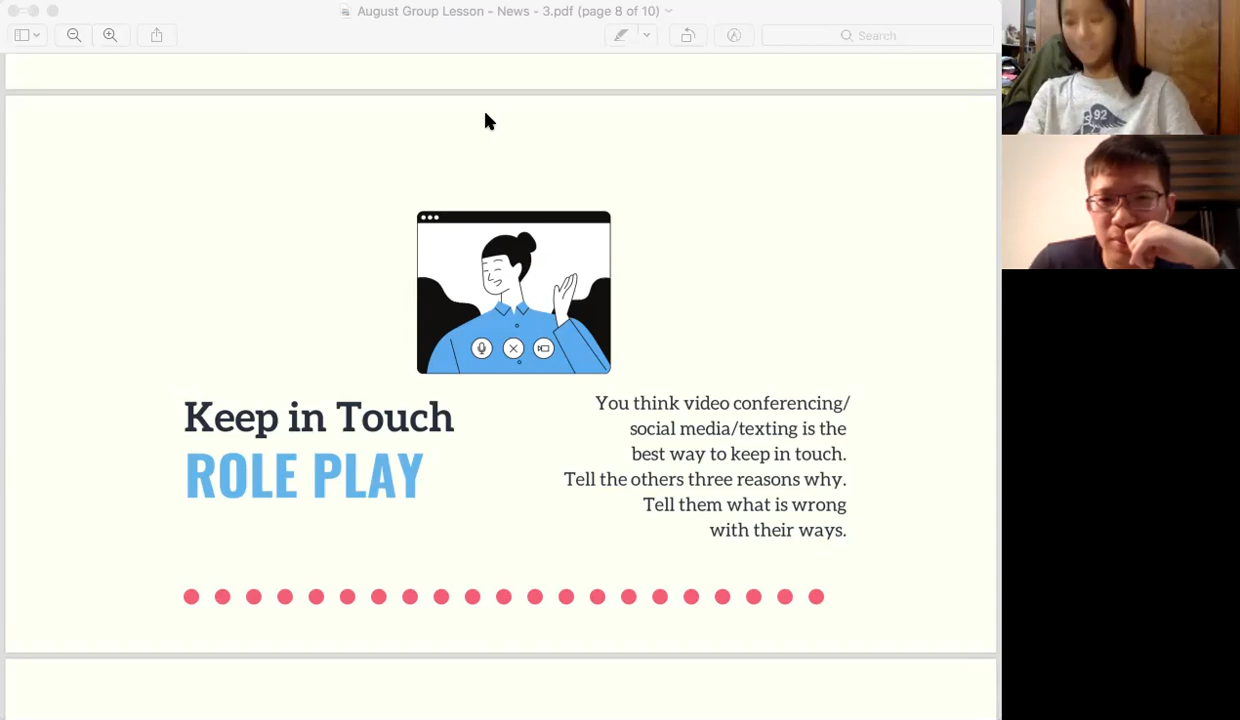 August Group Lesson - News - 3.pdf (page 8 of 10)
Search
92
Keep in Touch
ROLE PLAY
You think video conferencing/
social media/texting is the
best way to keep in touch.
Tell the others three reasons why.
Tell them what is wrong
with their ways.